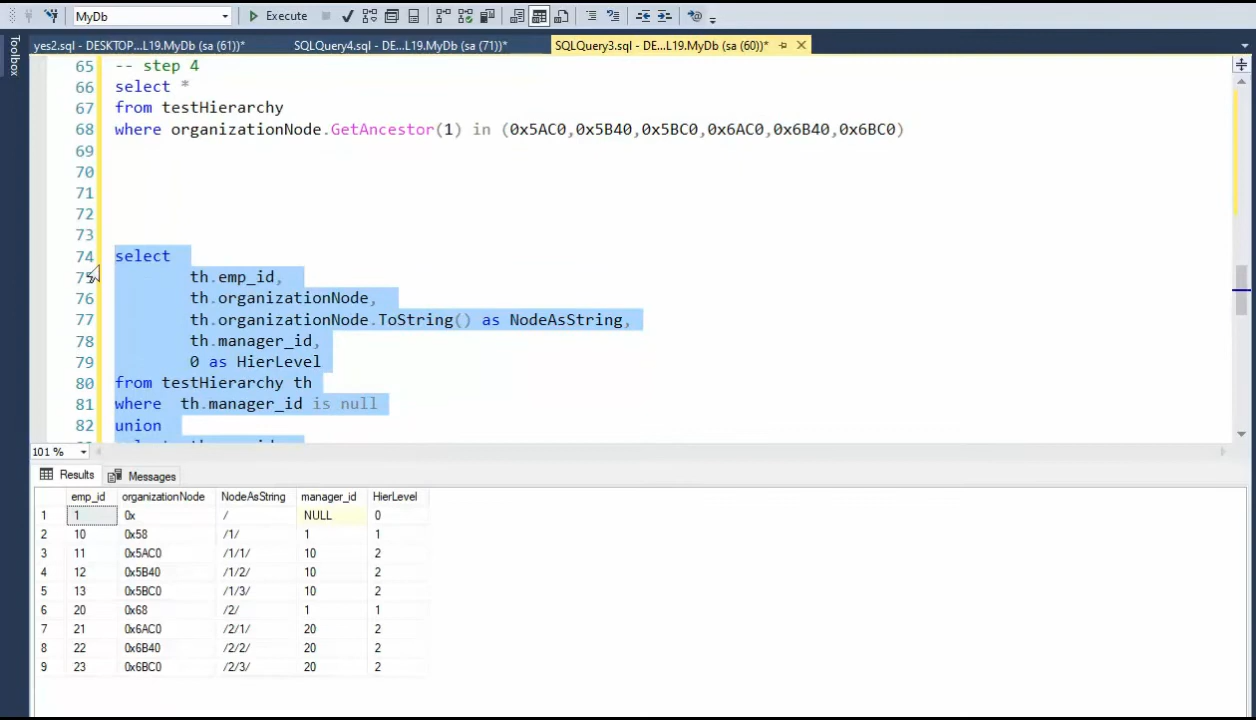 MyDb Execute
Toolbox
yes2.sql - DESKTOP...L19.MyDb (sa (61))* SQLQuery4.sql - DE...L19.MyDb (sa (71))* SQLQuery3.sql - DE...L19.MyDb (sa (60))*
65 -- step 4
66 select *
67 from testHierarchy
68 where organizationNode.GetAncestor(1) in (0x5AC0,0x5B40,0x5BC0,0x6AC0,0x6B40,0x6BC0)
69
70
71
72
73
74 select
75 th.emp_id,
76 th.organizationNode,
77 th.organizationNode.ToString() as NodeAsString,
78 th.manager_id,
79 0 as HierLevel
80 from testHierarchy th
81 where th.manager_id is null
82 union
101 %
Results Messages
emp_id organizationNode NodeAsString manager_id HierLevel
1 1 0x / NULL 0
2 10 0x58 /1/ 1 1
3 11 0x5AC0 /1/1/ 10 2
4 12 0x5B40 /1/2/ 10 2
5 13 0x5BC0 /1/3/ 10 2
6 20 0x68 /2/ 1 1
7 21 0x6AC0 /2/1/ 20 2
8 22 0x6B40 /2/2/ 20 2
9 23 0x6BC0 /2/3/ 20 2